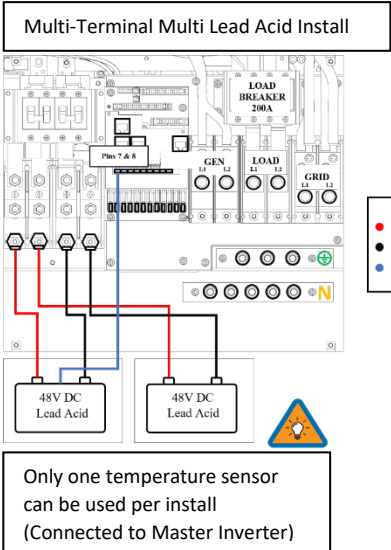 Multi-Terminal Multi Lead Acid Install
LOAD
BREAKER
200A
Pins 7 & 8
GEN
L1 L2
LOAD
L1 L2
GRID
L1 L2
N
48V DC
Lead Acid
48V DC
Lead Acid
Only one temperature sensor
can be used per install
(Connected to Master Inverter)